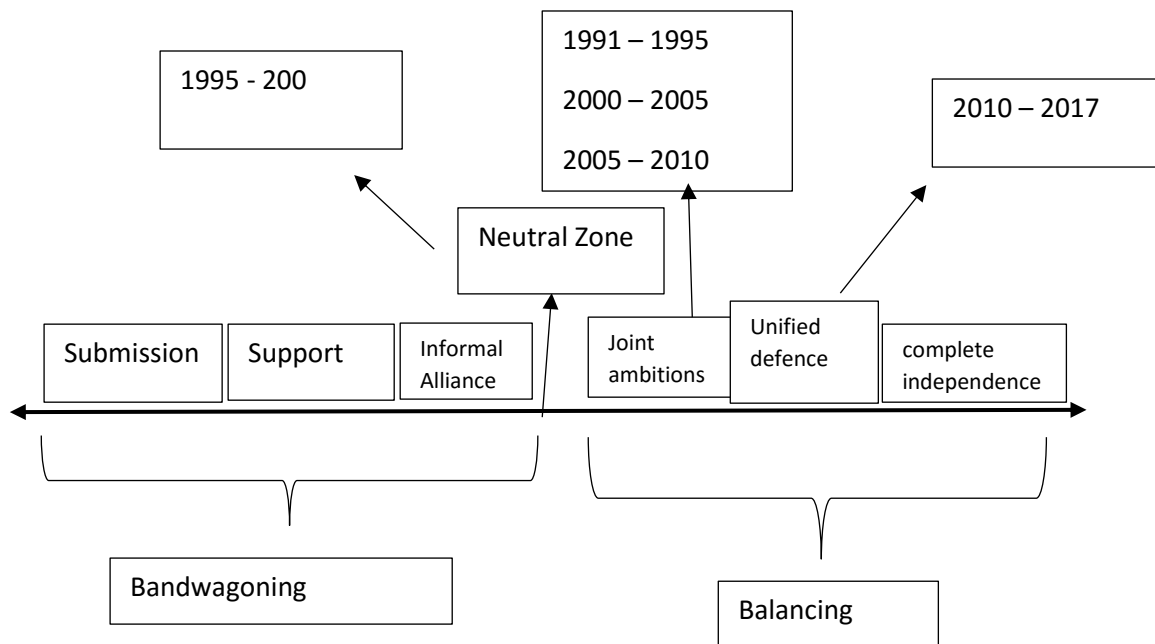 1995 - 200
1991 – 1995
2000 – 2005
2005 – 2010
2010 – 2017
Neutral Zone
Submission
Support
Informal
Alliance
Joint
ambitions
Unified
defence
complete
independence
Bandwagoning
Balancing